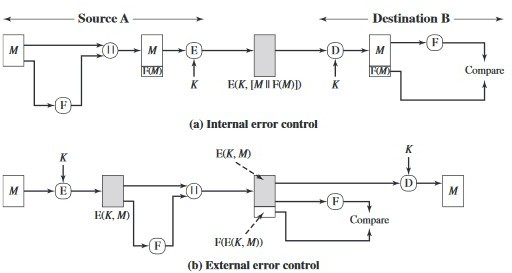 Source A
Destination B
M
F
||
M
F(M)
E
K
E(K, [M || F(M)])
D
K
M
F(M)
F
Compare
(a) Internal error control
M
K
E
E(K, M)
F
||
E(K, M)
F(E(K, M))
F
Compare
K
D
M
(b) External error control